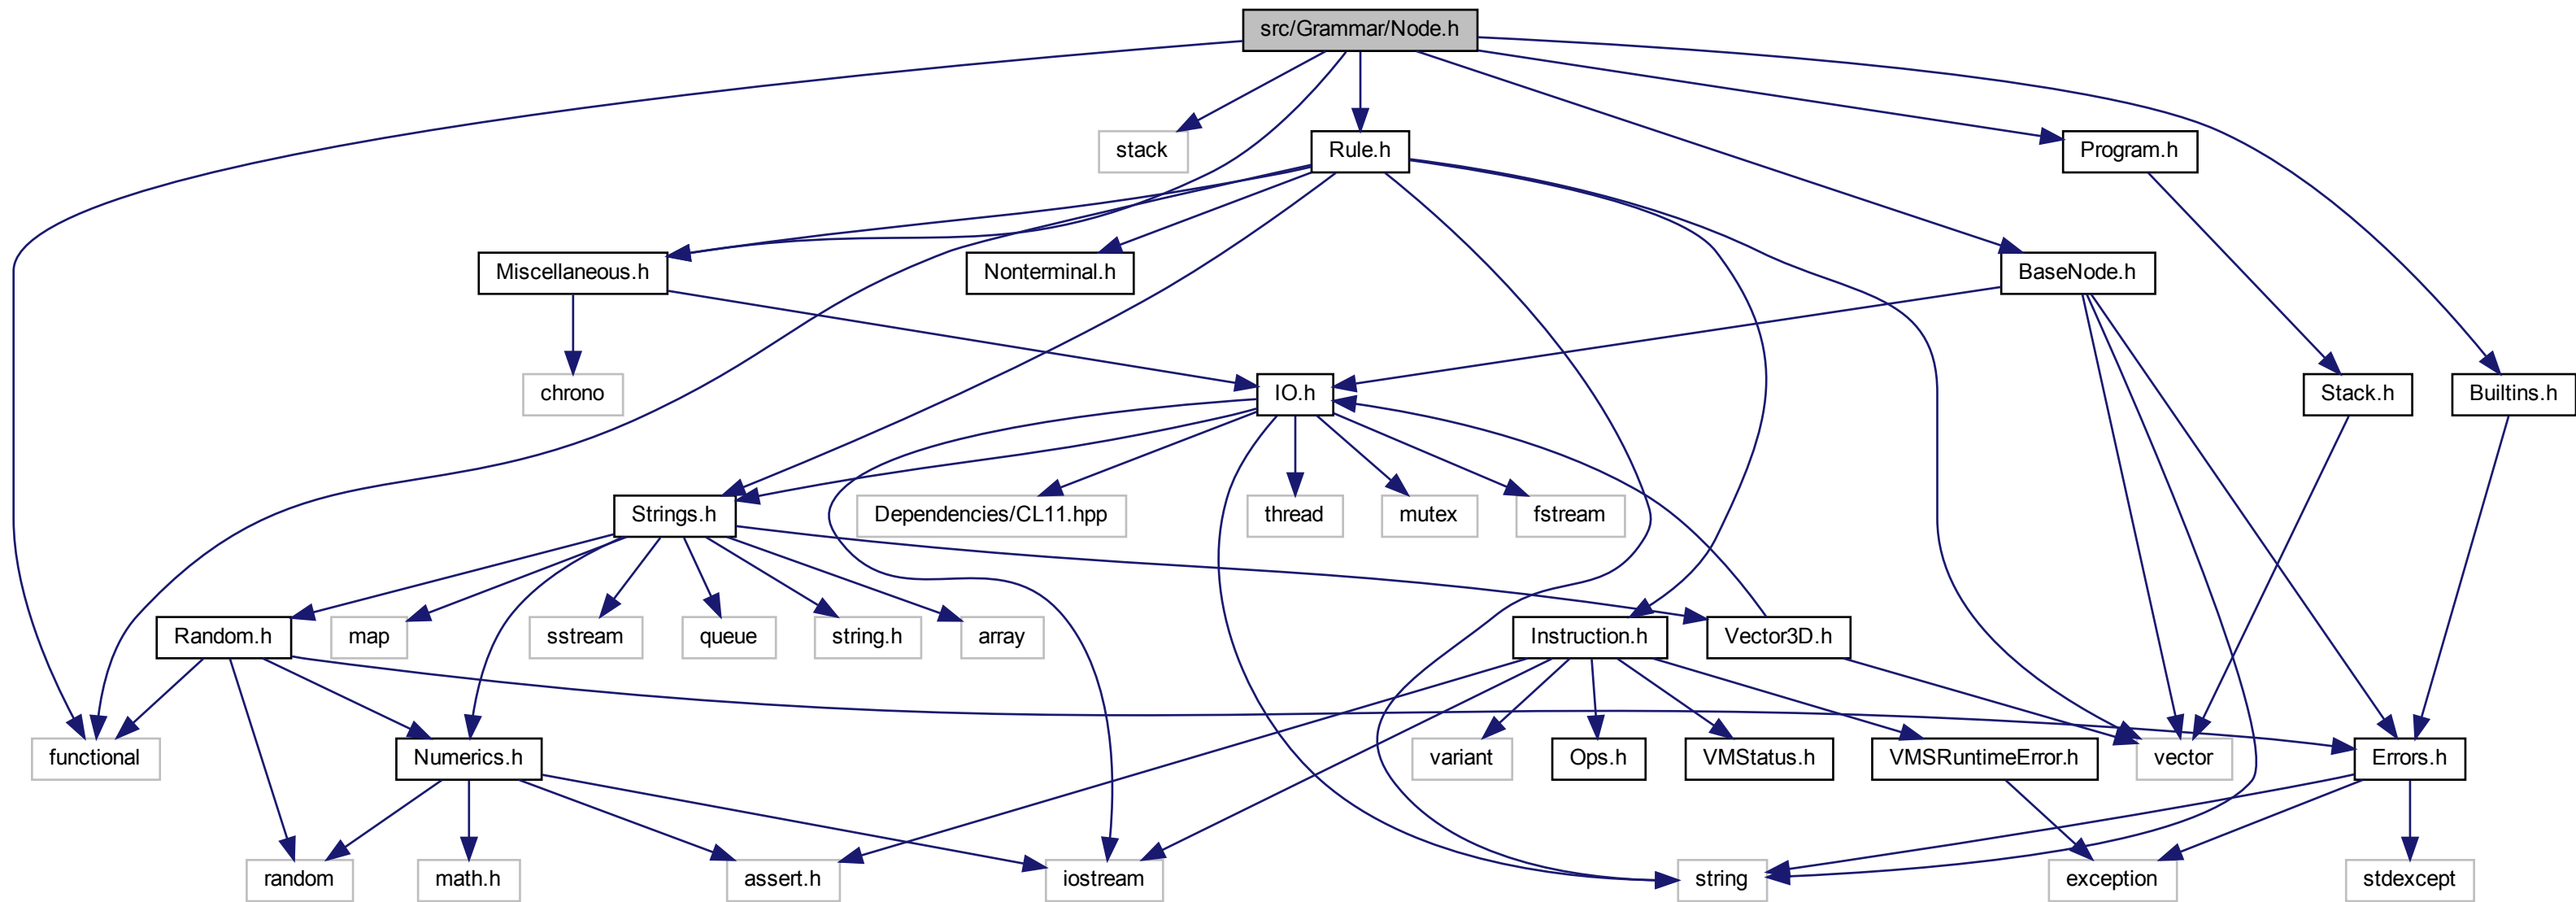 src/Grammar/Node.h
stack
Rule.h
Program.h
Miscellaneous.h
Nonterminal.h
BaseNode.h
chrono
IO.h
Stack.h
Builtins.h
Strings.h
Dependencies/CL11.hpp
thread
mutex
fstream
Random.h
map
sstream
queue
string.h
array
Instruction.h
Vector3D.h
functional
Numerics.h
variant
Ops.h
VMStatus.h
VMSRuntimeError.h
vector
Errors.h
random
math.h
assert.h
iostream
string
exception
stdexcept